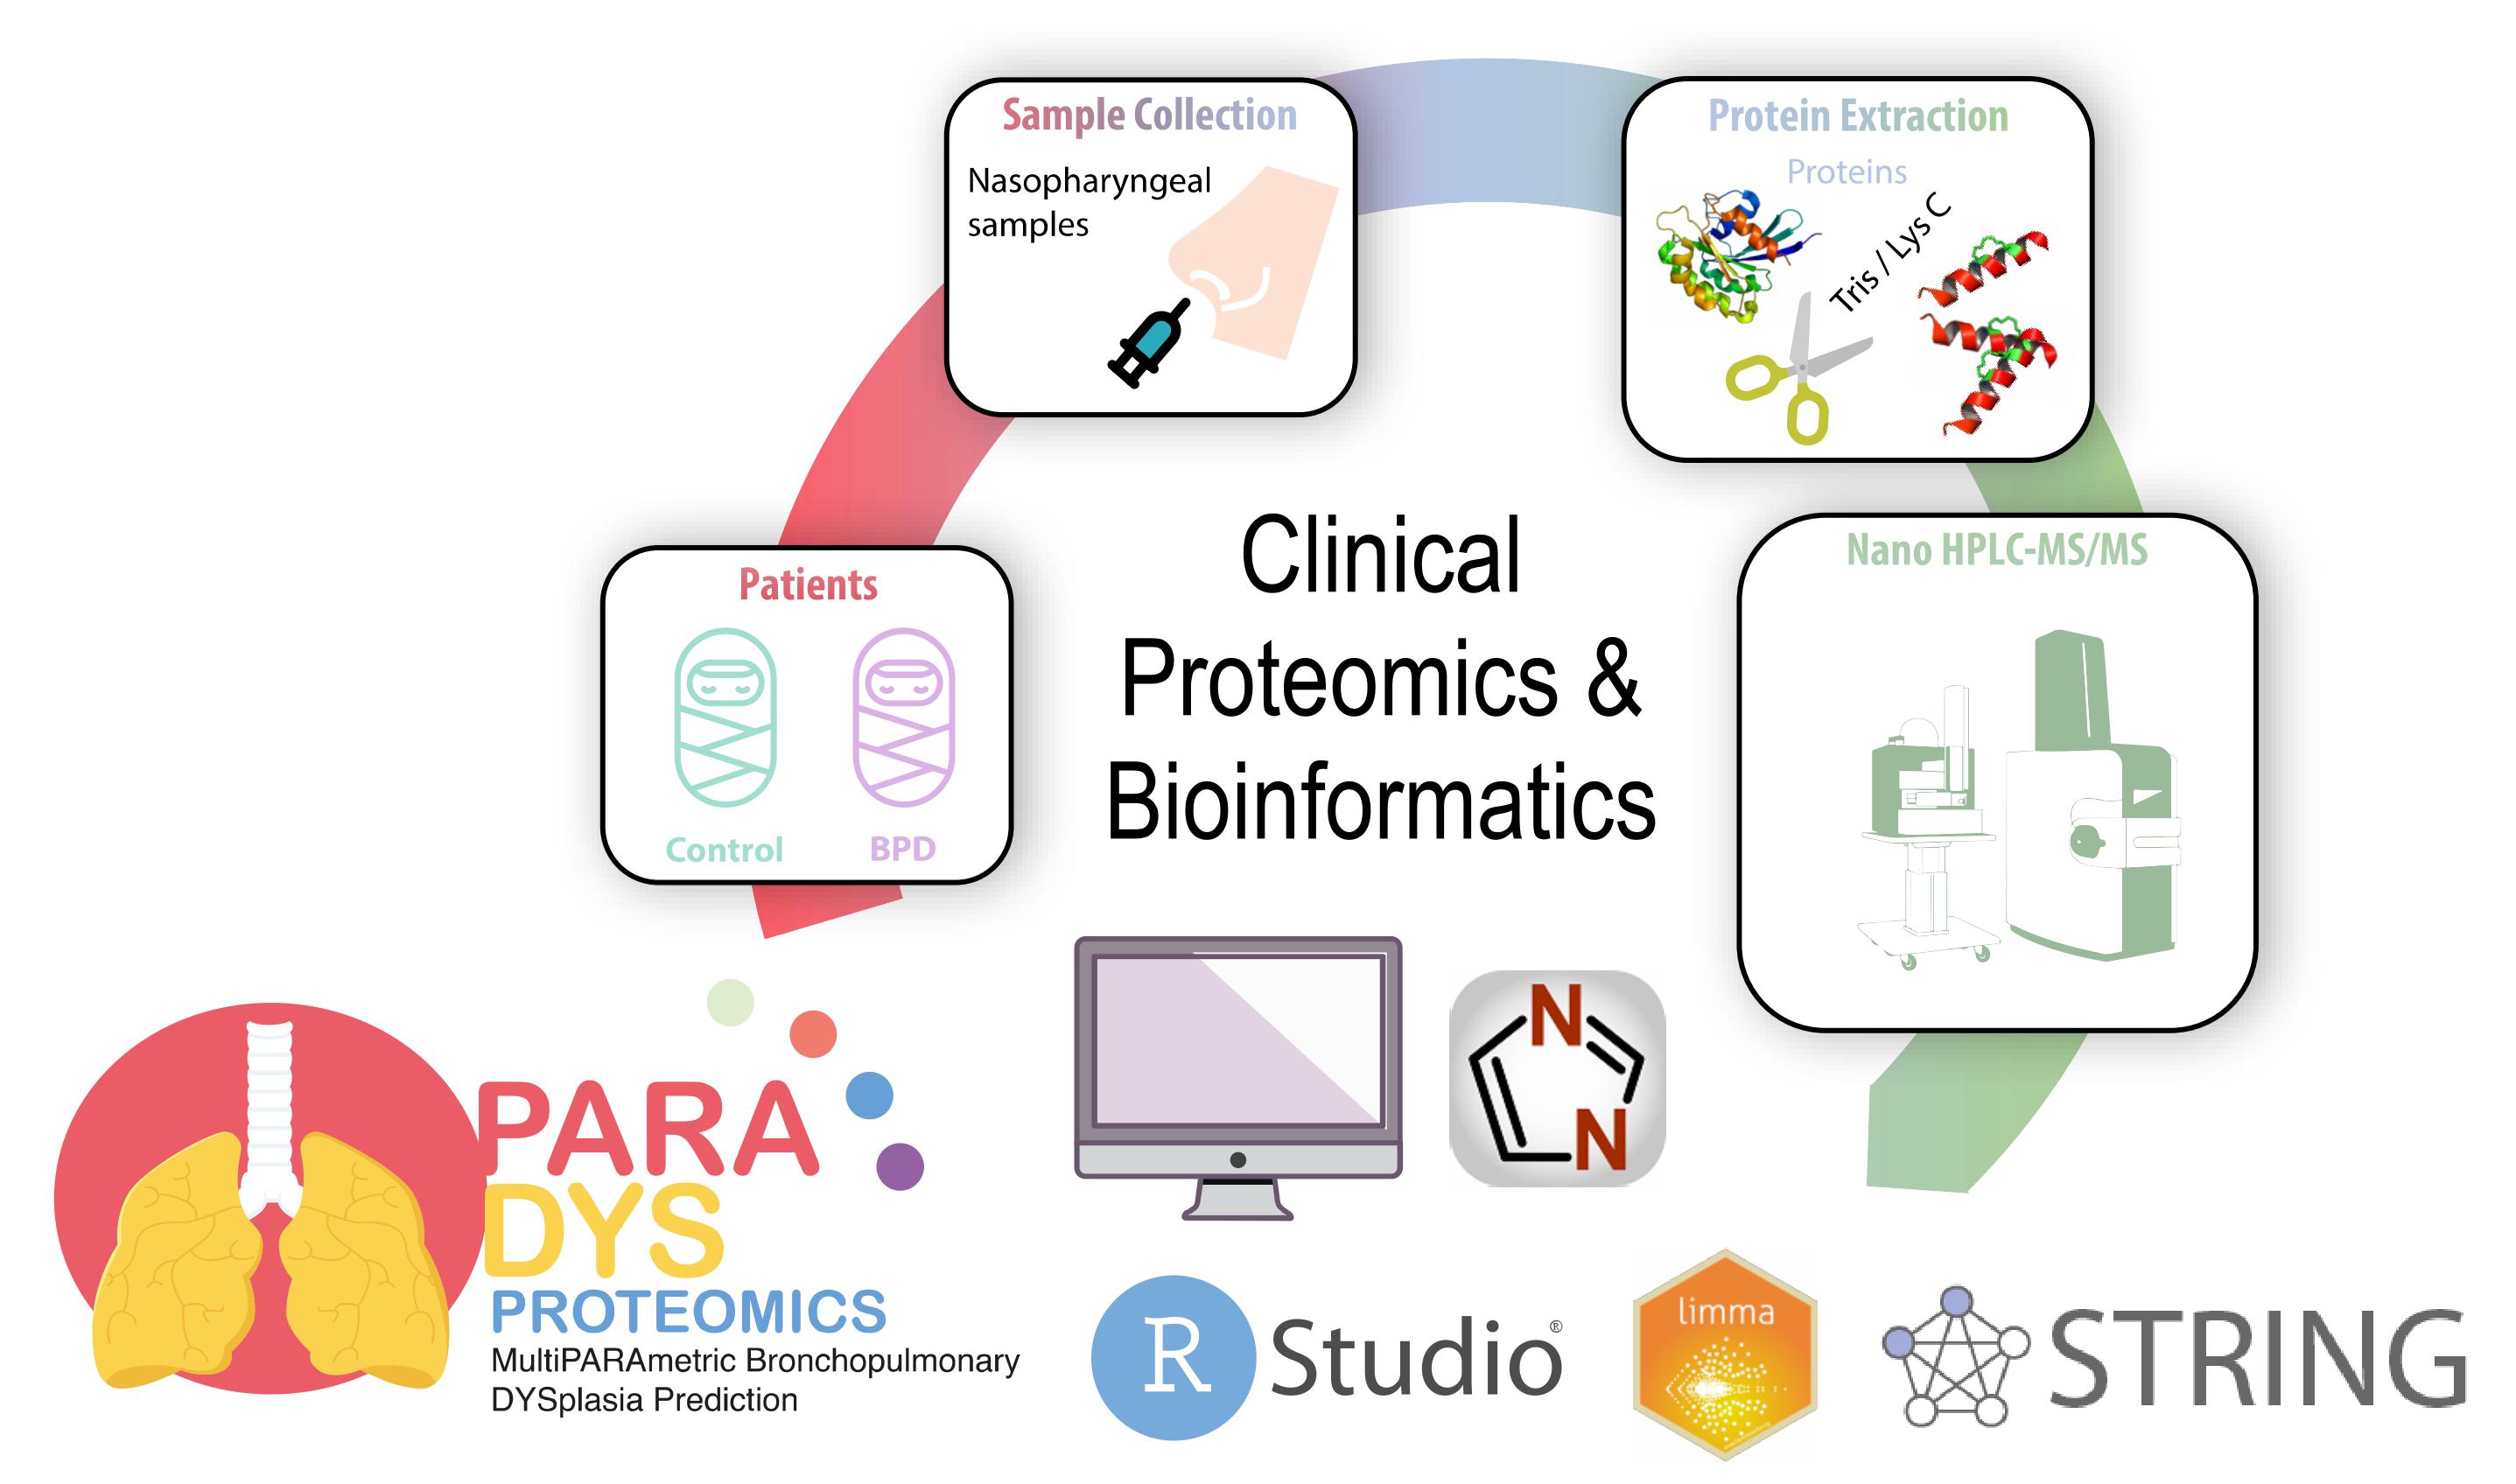 Sample Collection
Nasopharyngeal
samples
Protein Extraction
Proteins
Tris / Lys C
Patients
Control
BPD
Clinical
Proteomics &
Bioinformatics
Nano HPLC-MS/MS
N
N
PARA
DYS
PROTEOMICS
MultiPARAmetric Bronchopulmonary
DYSplasia Prediction
R Studio®
limma
STRING